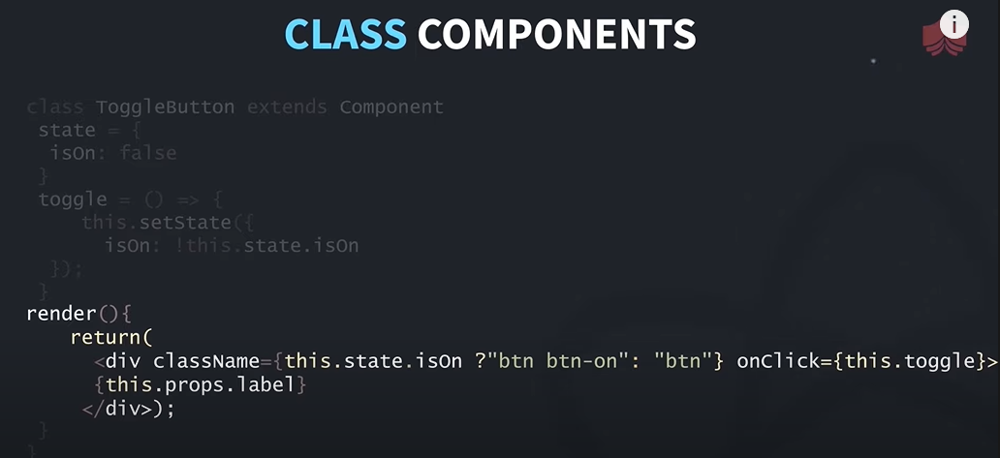 CLASS COMPONENTS
i
class ToggleButton extends Component
state = {
isOn: false
}
toggle = () => {
this.setState({
isOn: !this.state.isOn
});
}
render(){
return(
<div className={this.state.isOn ?"btn btn-on": "btn"} onClick={this.toggle}>
{this.props.label}
</div>);
}
}